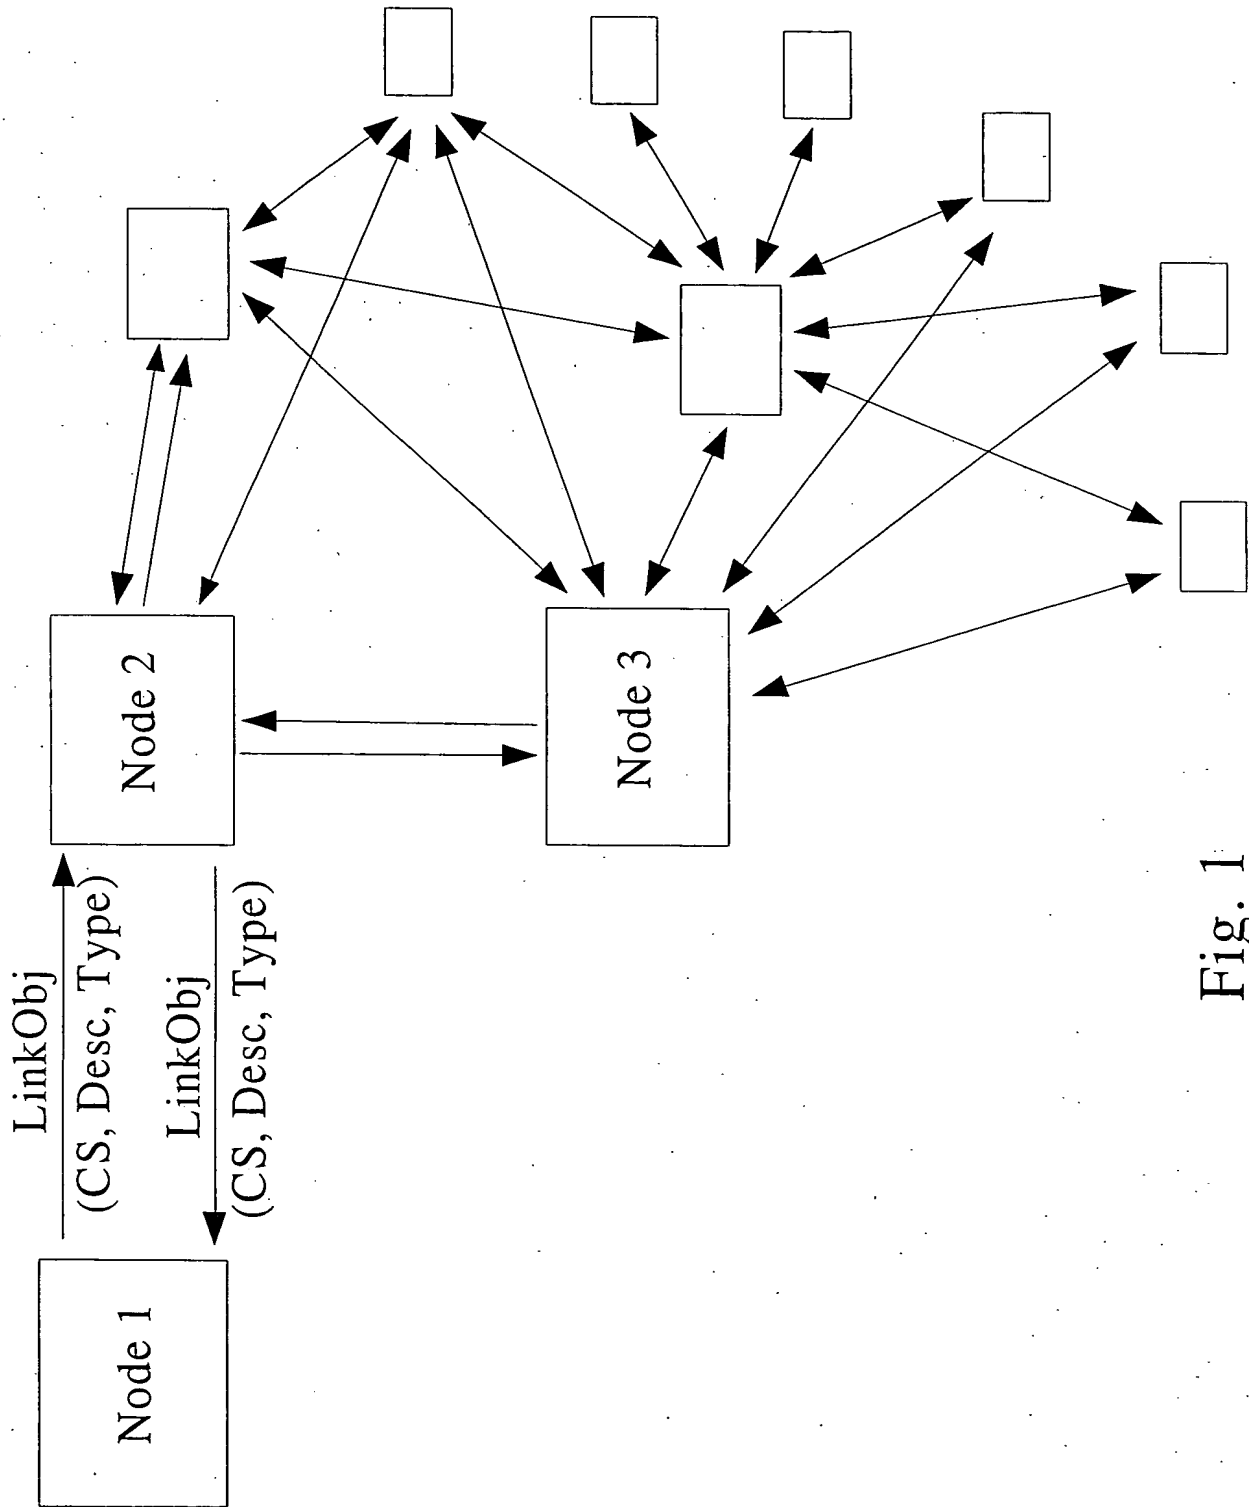 LinkObj
(CS, Desc, Type)
LinkObj
(CS, Desc, Type)
Node 1
Node 2
Node 3
Fig. 1